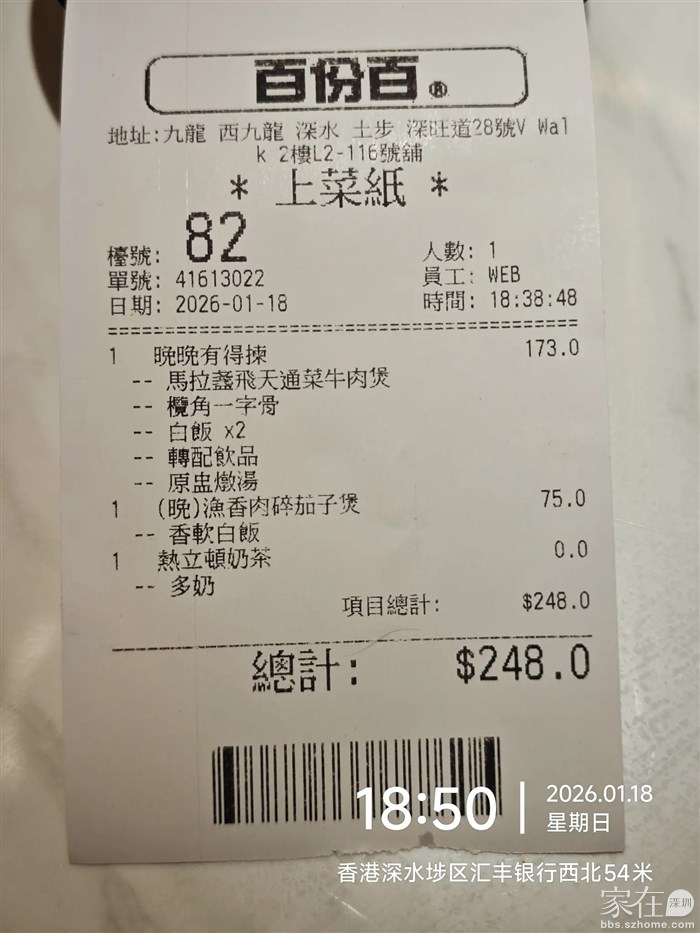 百份百®
地址:九龍 西九龍 深水 土步 深旺道28號V Wal
k 2樓L2-116號舖
* 上菜紙 *
檯號: 82
人數: 1
單號: 41613022
員工: WEB
日期: 2026-01-18
時間: 18:38:48
1 晚晚有得揀 173.0
-- 馬拉盞飛天通菜牛肉煲
-- 欖角一字骨
-- 白飯 x2
-- 轉配飲品
-- 原盅燉湯
1 (晚)漁香肉碎茄子煲 75.0
-- 香軟白飯
1 熱立頓奶茶 0.0
-- 多奶
項目總計: $248.0
總計: $248.0
18:50
2026.01.18
星期日
香港深水埗区汇丰银行西北54米
家在深圳
bbs.szhome.com